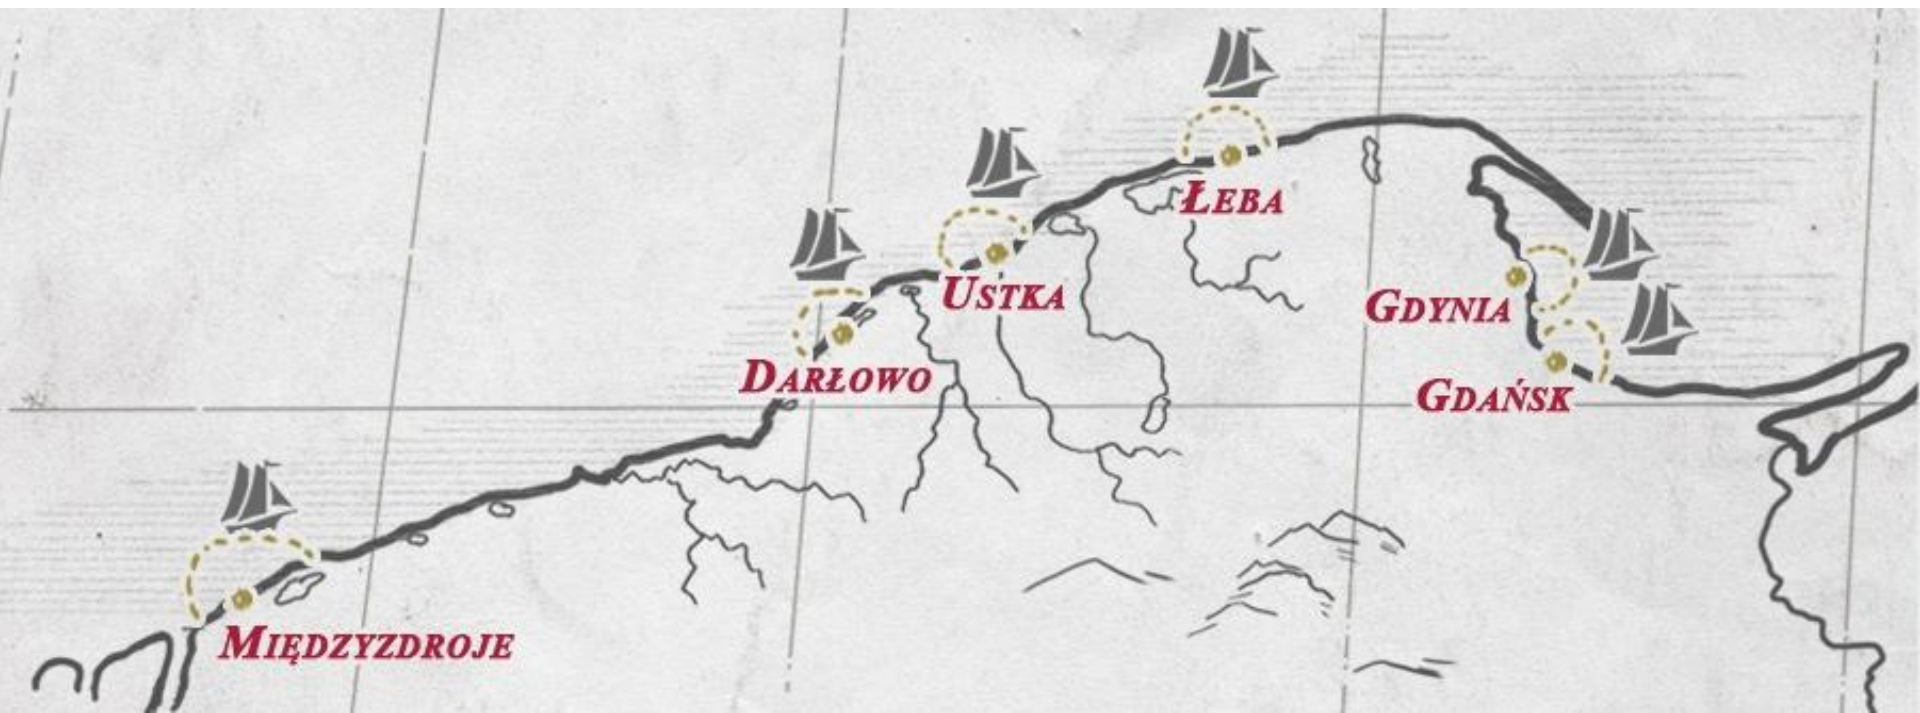 ŁEBA
USTKA
GDYNIA
DARŁOWO
GDAŃSK
MIĘDZYZDROJE